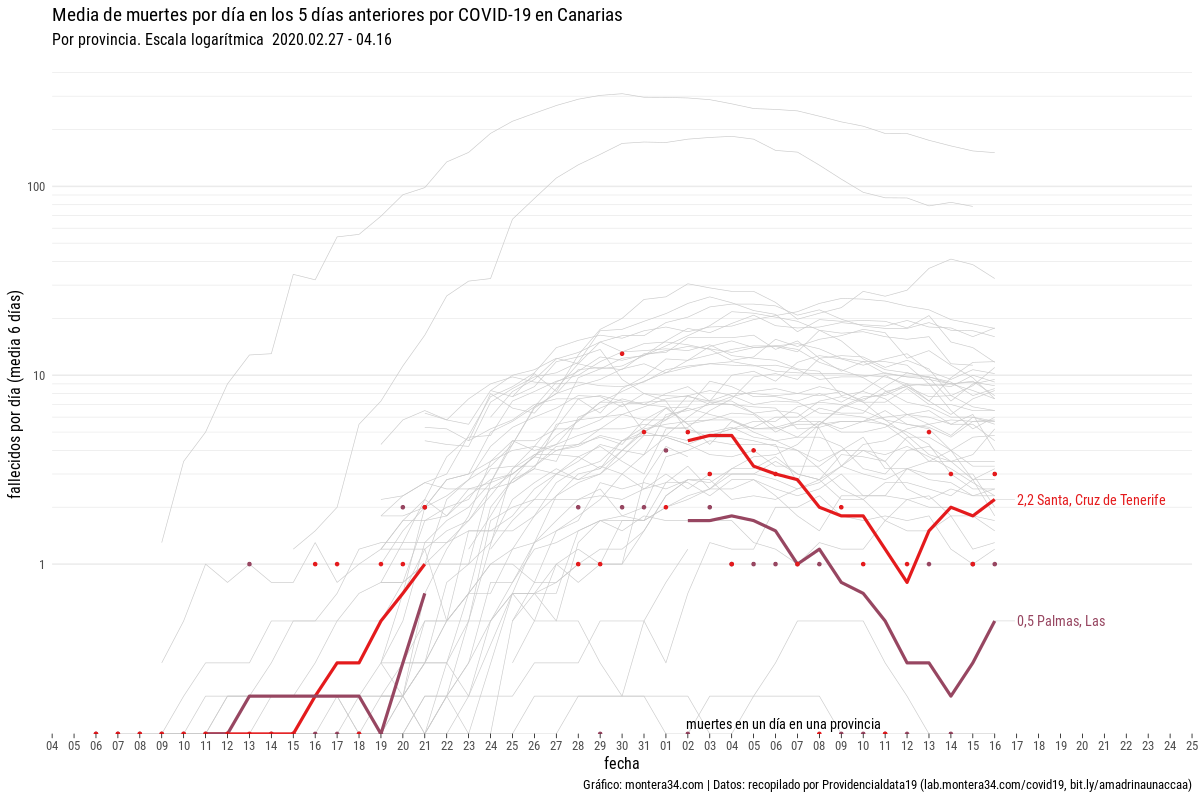 Media de muertes por día en los 5 días anteriores por COVID-19 en Canarias
Por provincia. Escala logarítmica  2020.02.27 - 04.16
fallecidos por día (media 6 días)
100
10
1
2,2 Santa, Cruz de Tenerife
0,5 Palmas, Las
muertes en un día en una provincia
04 05 06 07 08 09 10 11 12 13 14 15 16 17 18 19 20 21 22 23 24 25 26 27 28 29 30 31 01 02 03 04 05 06 07 08 09 10 11 12 13 14 15 16 17 18 19 20 21 22 23 24 25
fecha
Gráfico: montera34.com | Datos: recopilado por Providencialdata19 (lab.montera34.com/covid19, bit.ly/amadrinaunaccaa)